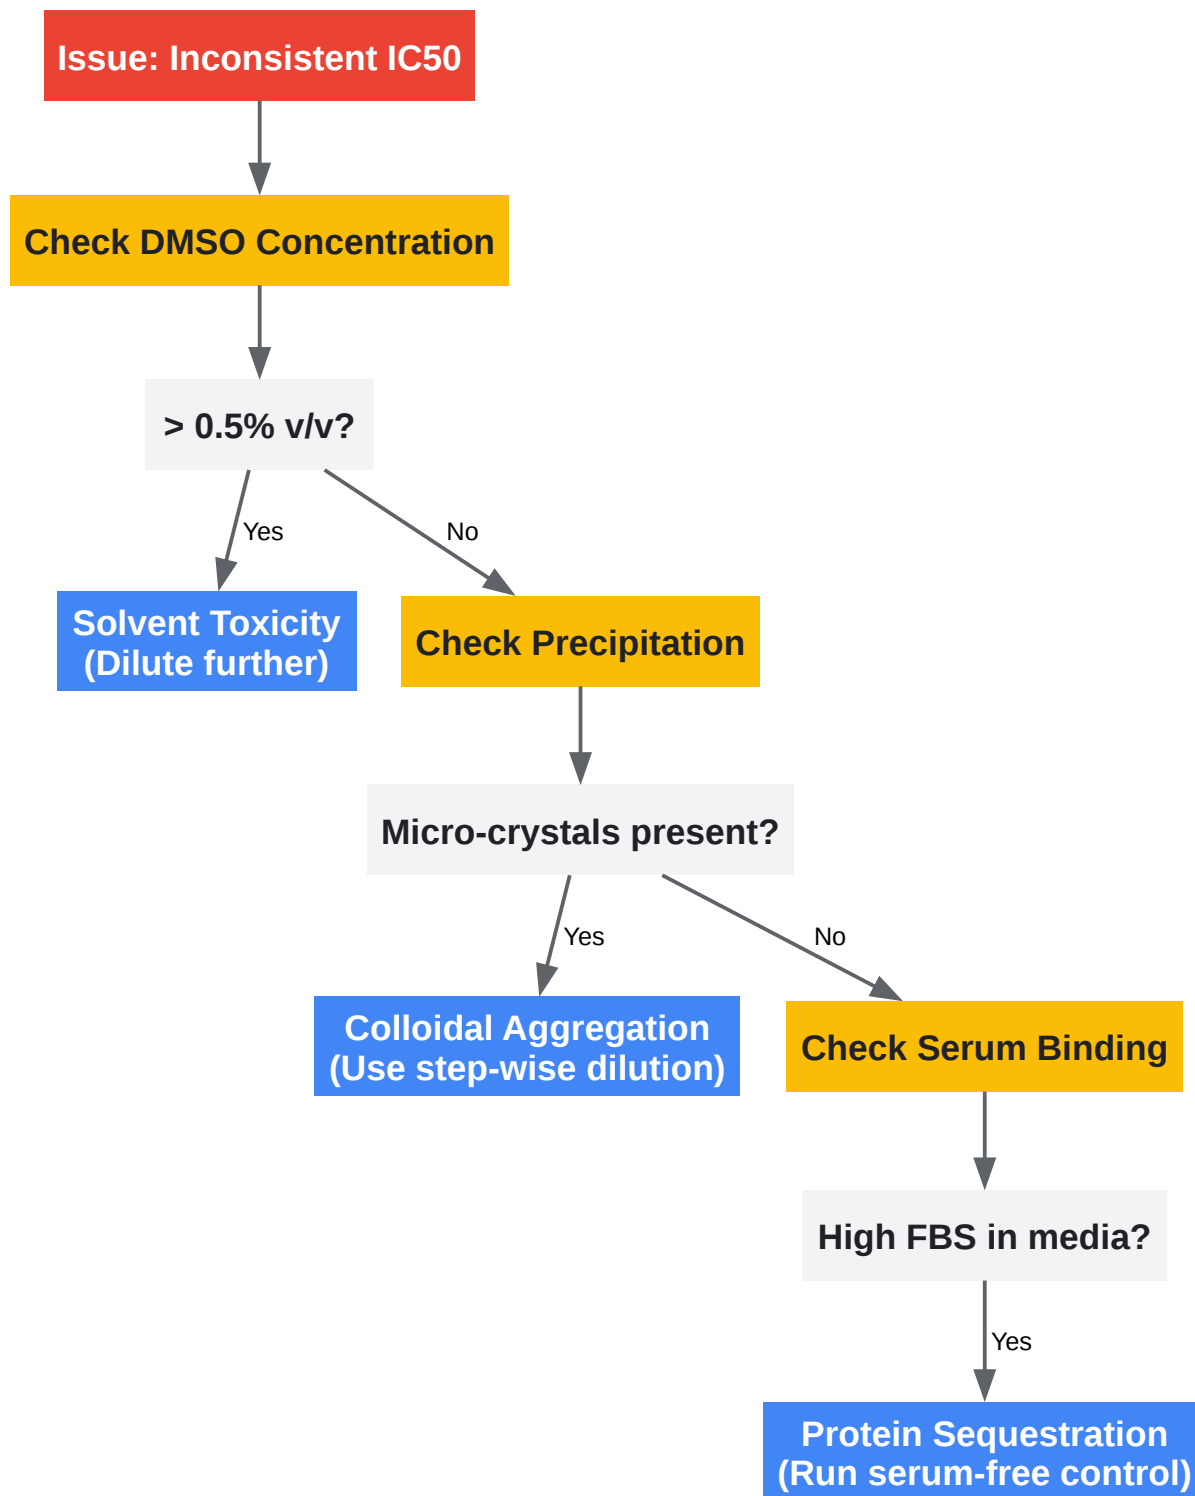 Issue: Inconsistent IC50
Check DMSO Concentration
> 0.5% v/v?
Yes
No
Solvent Toxicity
(Dilute further)
Check Precipitation
Micro-crystals present?
Yes
No
Colloidal Aggregation
(Use step-wise dilution)
Check Serum Binding
High FBS in media?
Yes
Protein Sequestration
(Run serum-free control)